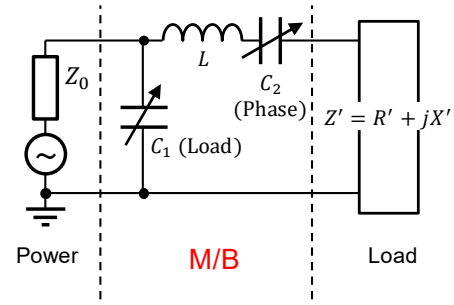 Z₀
L
C₂
(Phase)
C₁ (Load)
Z′ = R′ + jX′
~
Power
M/B
Load